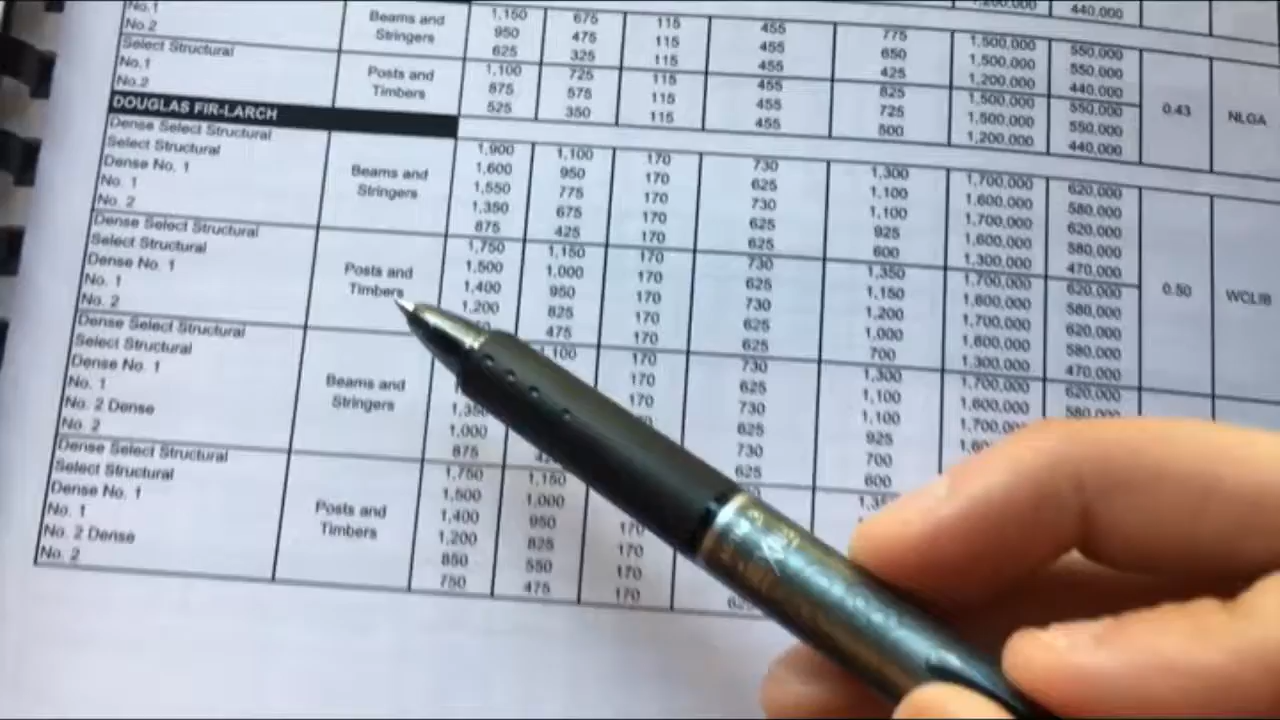 440,000
1,150 675 115 455 775 1,500,000 550,000
No.1 950 475 115 455 650 1,500,000 550,000
No.2 625 325 115 455 425 1,200,000 440,000
Beams and
Stringers
Select Structural 1,100 725 115 455 825 1,500,000 550,000
No.1 875 575 115 455 725 1,500,000 550,000
No.2 525 350 115 455 500 1,200,000 440,000
Posts and
Timbers
0.43 NLGA
DOUGLAS FIR-LARCH
Dense Select Structural 1,900 1,100 170 730 1,300 1,700,000 620,000
Select Structural 1,600 950 170 625 1,100 1,600,000 580,000
Dense No. 1 1,550 775 170 730 1,100 1,700,000 620,000
No. 1 1,350 675 170 625 925 1,600,000 580,000
No. 2 875 425 170 625 600 1,300,000 470,000
Beams and
Stringers
Dense Select Structural 1,750 1,150 170 730 1,350 1,700,000 620,000
Select Structural 1,500 1,000 170 625 1,150 1,600,000 580,000
Dense No. 1 1,400 950 170 730 1,200 1,700,000 620,000
No. 1 1,200 825 170 625 1,000 1,600,000 580,000
No. 2 475 170 625 700 1,300,000 470,000
Posts and
Timbers
0.50 WCLIB
Dense Select Structural 1,100 170 730 1,300 1,700,000 620,000
Select Structural 170 625 1,100 1,600,000 580,000
Dense No. 1 170 730 1,100 1,700,000
No. 1 1,350 625 925
No. 2 Dense 1,000 730 700
No. 2 875 625 600
Beams and
Stringers
Dense Select Structural 1,750 1,150
Select Structural 1,500 1,000
Dense No. 1 1,400 950 170
No. 1 1,200 825 170
No. 2 Dense 850 550 170
No. 2 750 475 170
Posts and
Timbers